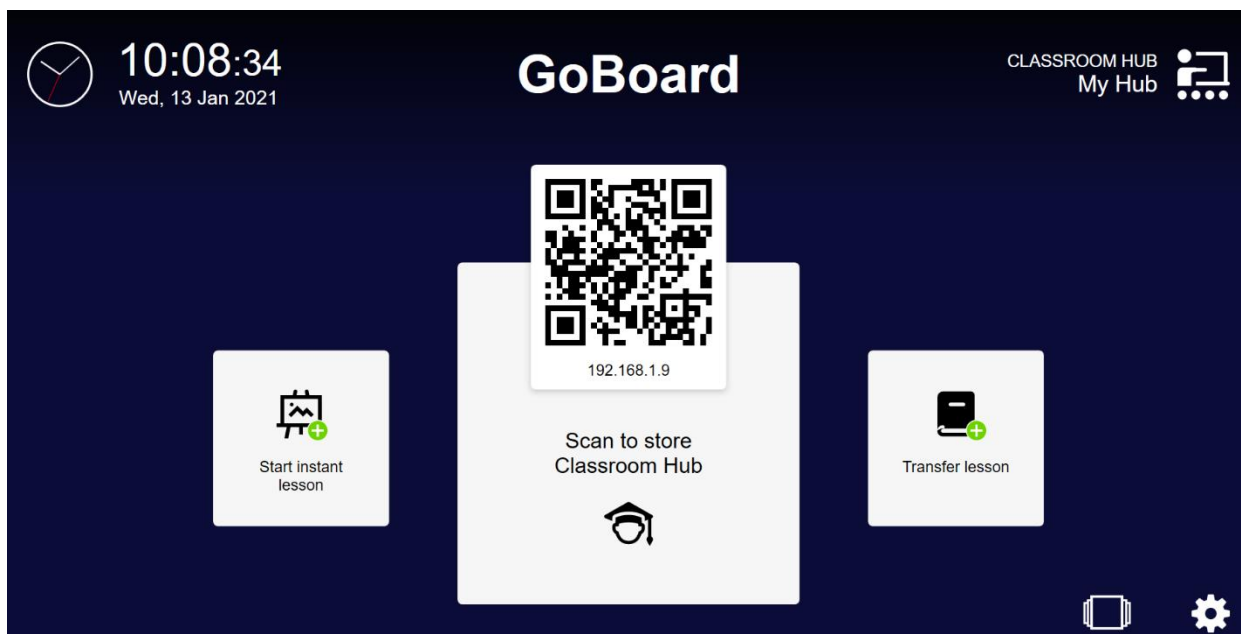 10:08:34
Wed, 13 Jan 2021
GoBoard
CLASSROOM HUB
My Hub
192.168.1.9
Scan to store
Classroom Hub
Start instant
lesson
Transfer lesson